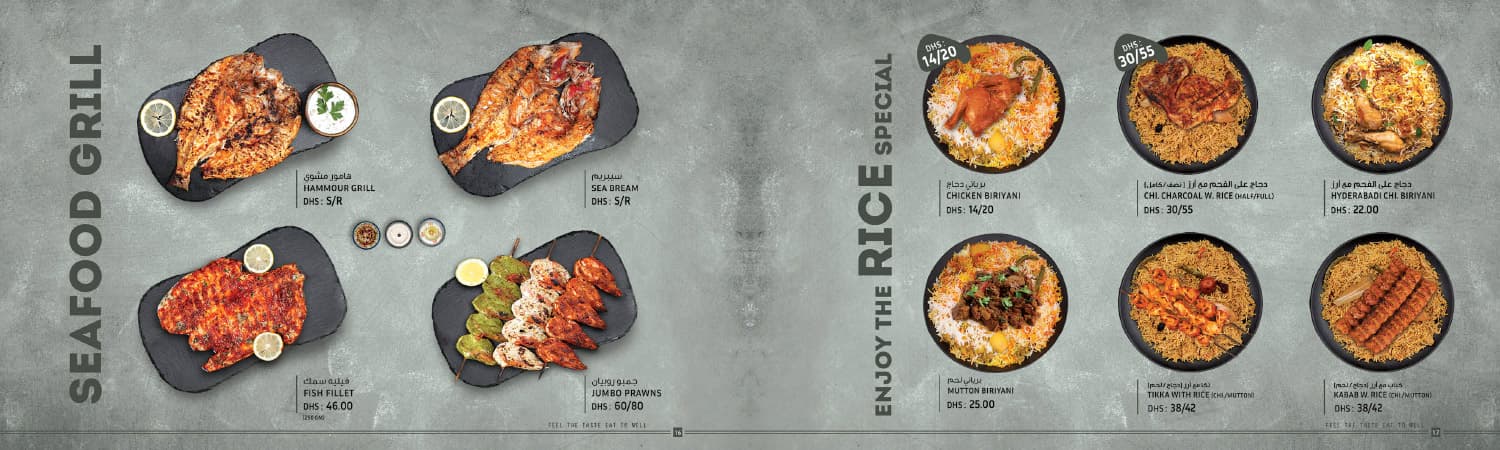 SEAFOOD GRILL
هامور مشوي
HAMMOUR GRILL
DHS: S/R
سيبريم
SEA BREAM
DHS: S/R
فيليه سمك
FISH FILLET
DHS: 46.00
(250 GM)
جمبو روبيان
JUMBO PRAWNS
DHS: 60/80
FEEL THE TASTE EAT TO WELL
16
ENJOY THE RICE SPECIAL
DHS:
14/20
برياني دجاج
CHICKEN BIRIYANI
DHS: 14/20
DHS:
30/55
دجاج على الفحم مع أرز (نصف/كامل)
CHI. CHARCOAL W. RICE (HALF/FULL)
DHS: 30/55
دجاج على الفحم مع أرز
HYDERABADI CHI. BIRIYANI
DHS: 22.00
برياني لحم
MUTTON BIRIYANI
DHS: 25.00
تكا مع أرز (دجاج/لحم)
TIKKA WITH RICE (CHI./MUTTON)
DHS: 38/42
كباب مع أرز (دجاج/لحم)
KABAB W. RICE (CHI./MUTTON)
DHS: 38/42
FEEL THE TASTE EAT TO WELL
17